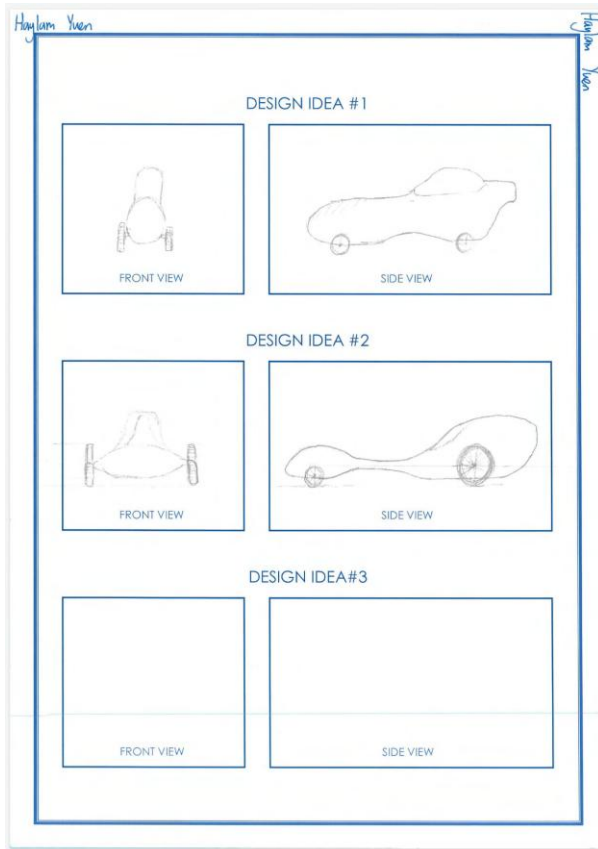 Haylam Yuen
Haylam Yuen
DESIGN IDEA #1
FRONT VIEW
SIDE VIEW
DESIGN IDEA #2
FRONT VIEW
SIDE VIEW
DESIGN IDEA#3
FRONT VIEW
SIDE VIEW